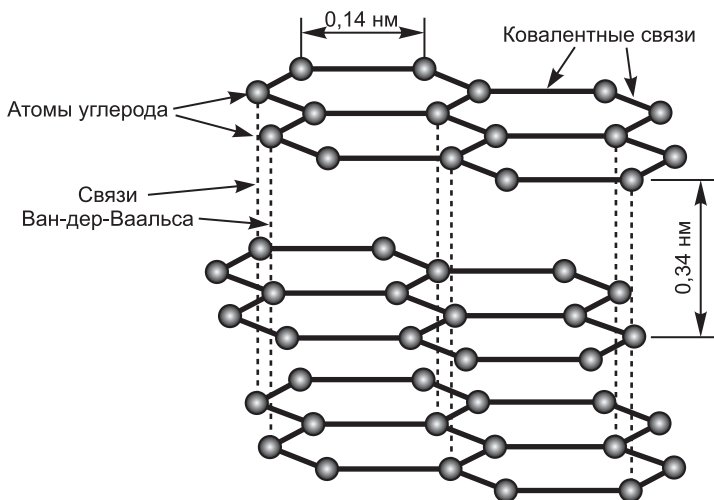 0,14 нм
Ковалентные связи
Атомы углерода
Связи
Ван-дер-Ваальса
0,34 нм